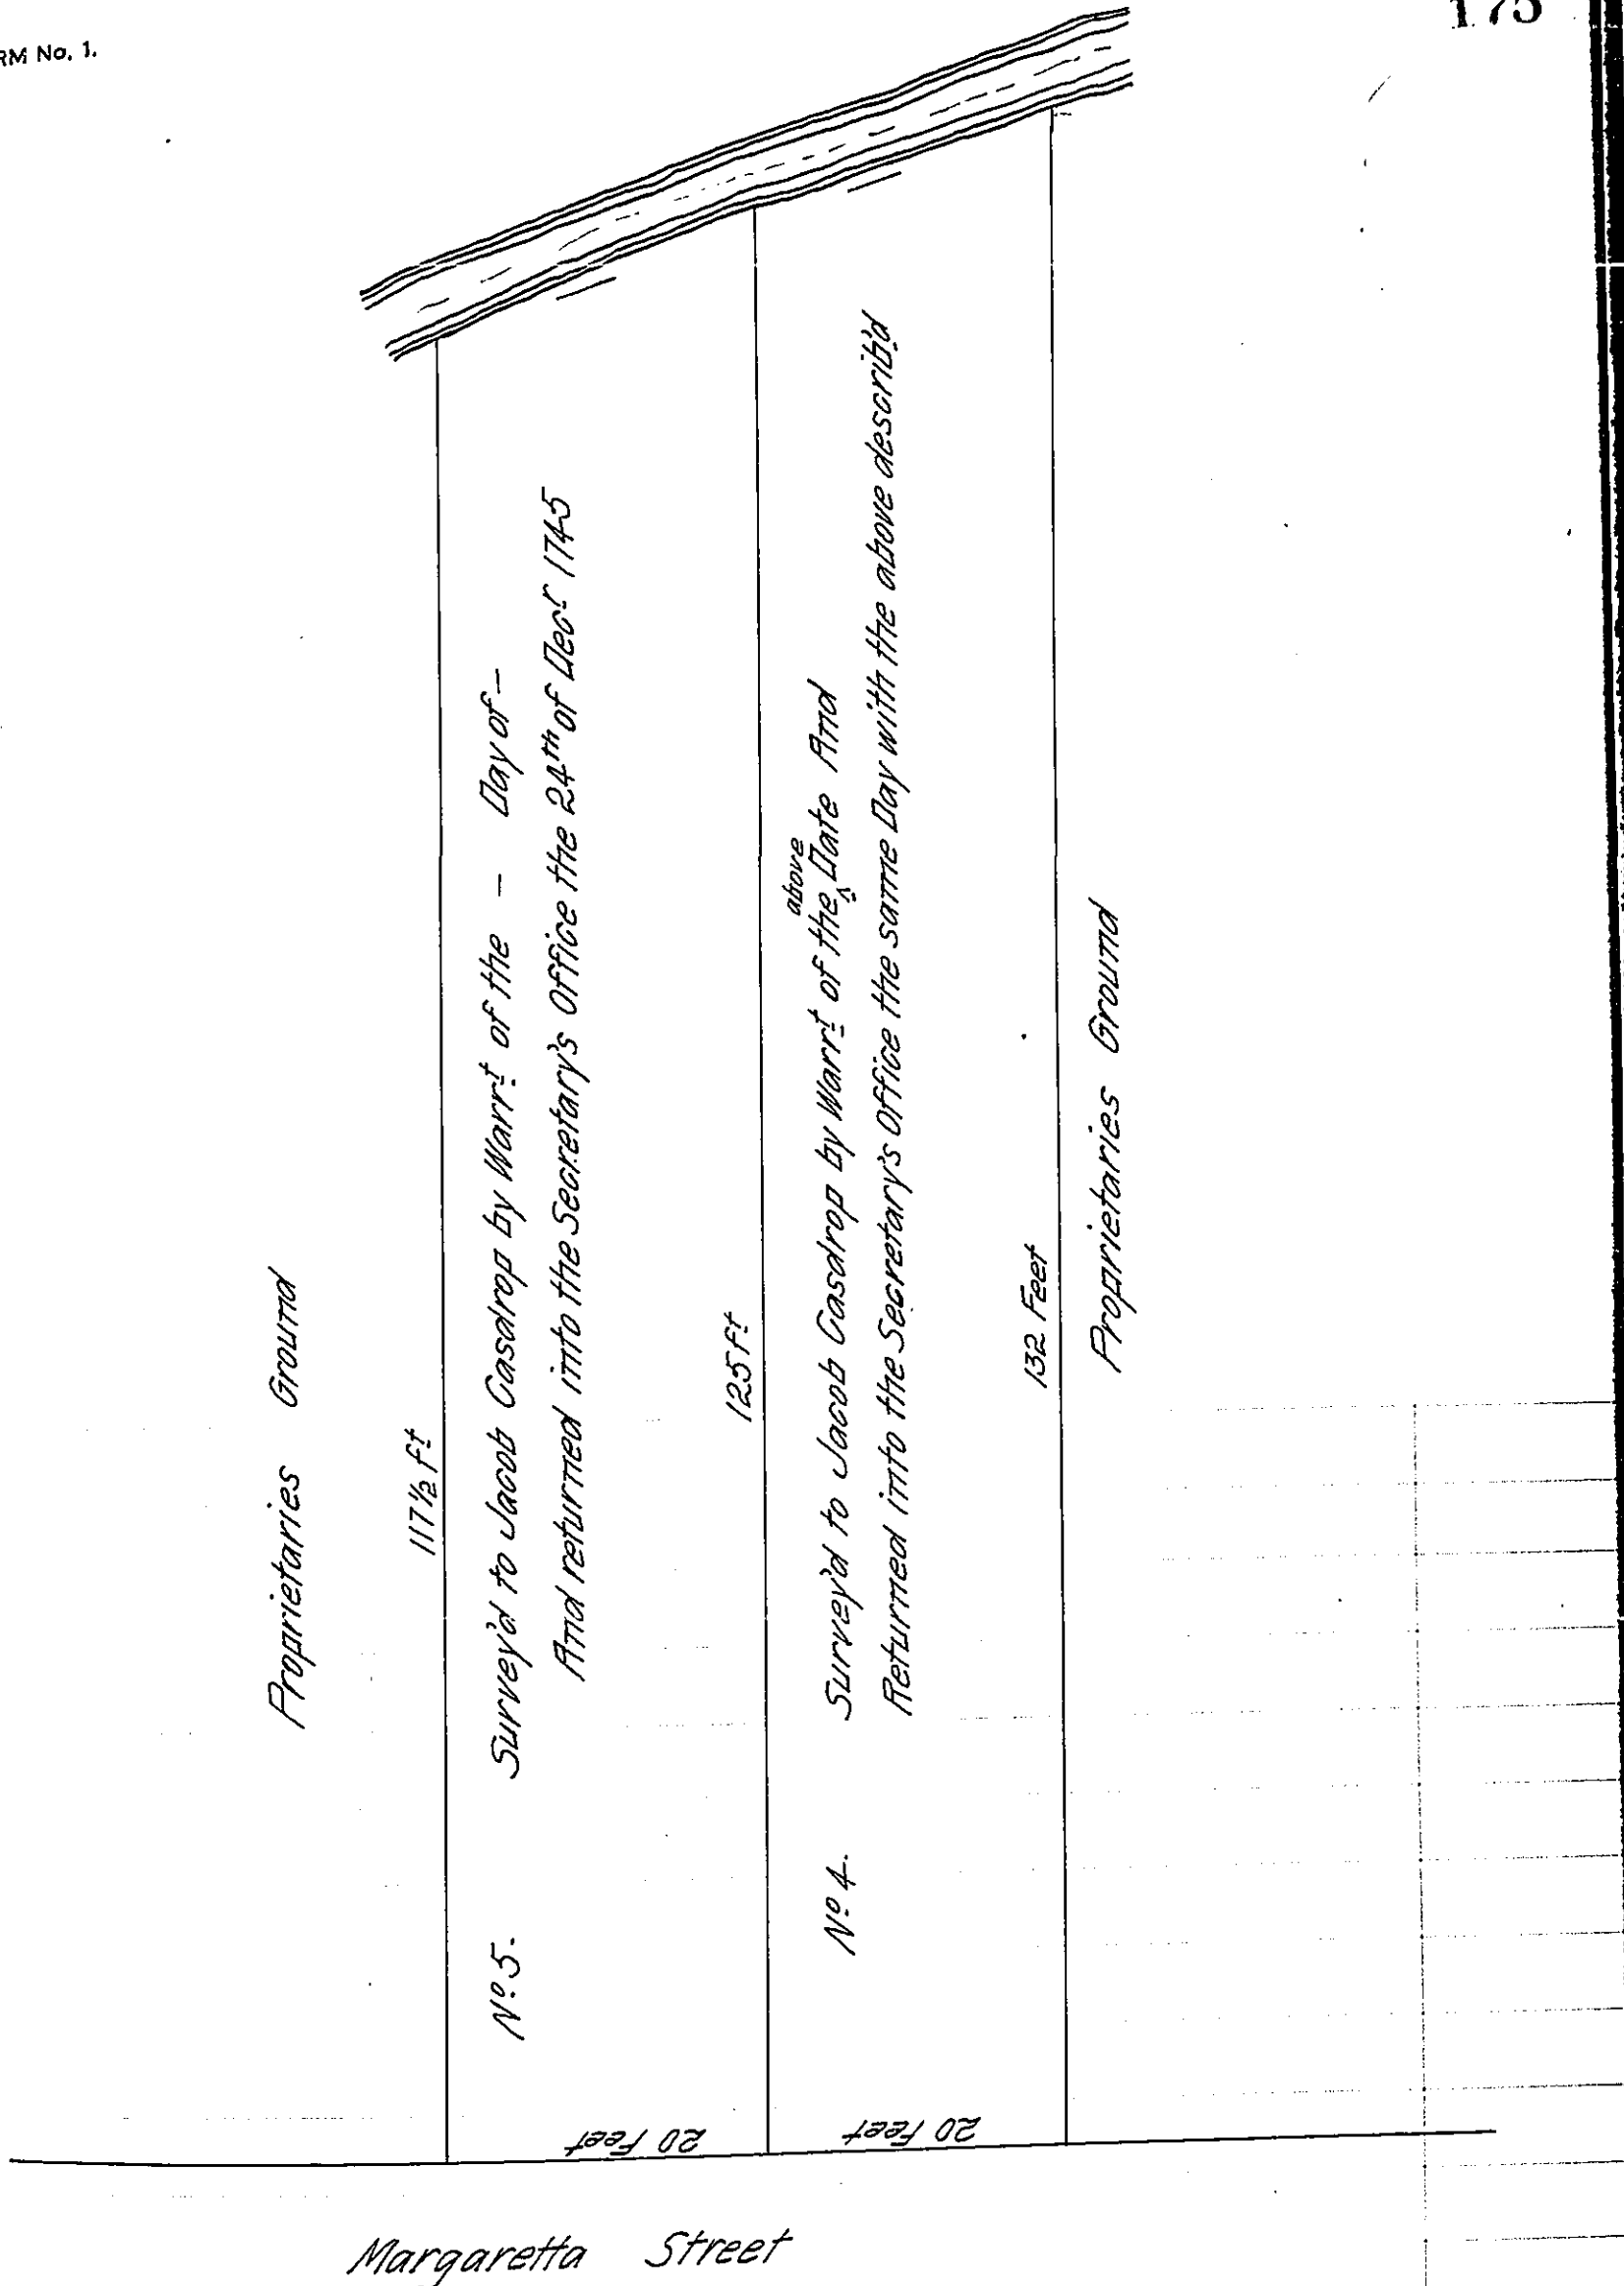 RM No. 1.
175
Proprietaries Ground
117½ Ft
Survey'd to Jacob Casdrop by Warrt of the – Day of –
And returned into the Secretary's Office the 24th of Decr 1745
No 5.
125 Ft
above
Survey'd to Jacob Casdrop by Warrt of the ‸ Date And
Returned into the Secretary's Office the same Day with the above describ'd
No 4.
132 Feet
Proprietaries Ground
20 Feet
20 Feet
Margaretta Street